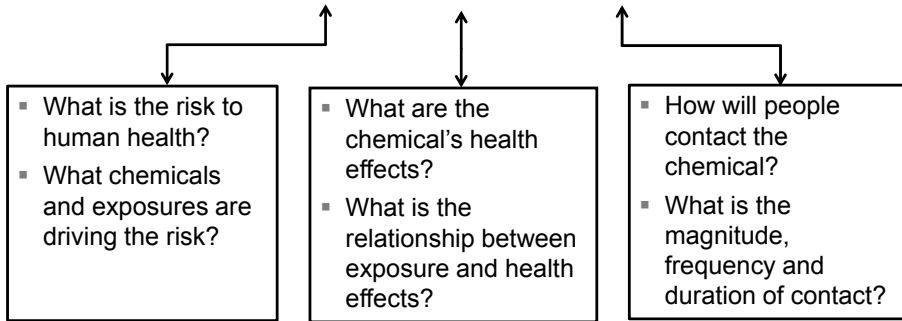 ▪ What is the risk to
human health?
▪ What chemicals
and exposures are
driving the risk?
▪ What are the
chemical’s health
effects?
▪ What is the
relationship between
exposure and health
effects?
▪ How will people
contact the
chemical?
▪ What is the
magnitude,
frequency and
duration of contact?